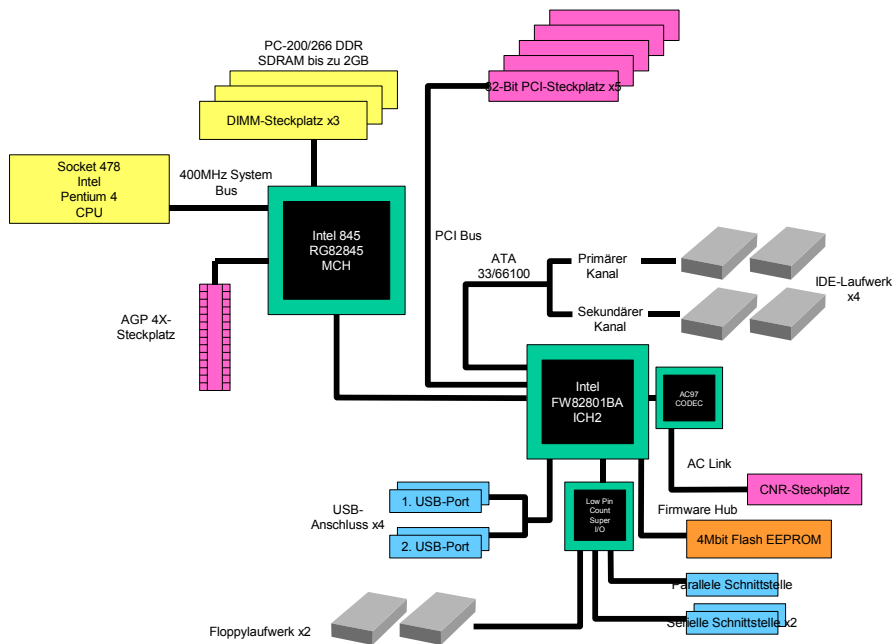 PC-200/266 DDR
SDRAM bis zu 2GB
DIMM-Steckplatz x3
32-Bit PCI-Steckplatz x5
Socket 478
Intel
Pentium 4
CPU
400MHz System
Bus
Intel 845
RG82845
MCH
PCI Bus
ATA
33/66100
Primärer
Kanal
Sekundärer
Kanal
IDE-Laufwerk
x4
AGP 4X-
Steckplatz
Intel
FW82801BA
ICH2
AC97
CODEC
AC Link
CNR-Steckplatz
USB-
Anschluss x4
1. USB-Port
2. USB-Port
Low Pin
Count
Super
I/O
Firmware Hub
4Mbit Flash EEPROM
Parallele Schnittstelle
Serielle Schnittstelle x2
Floppylaufwerk x2